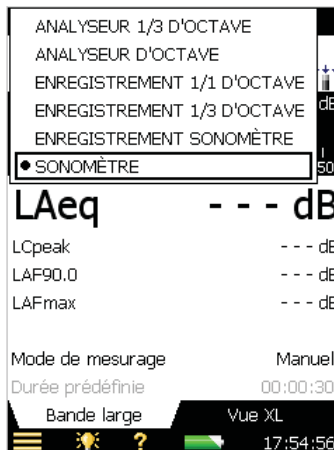 ANALYSEUR 1/3 D'OCTAVE
ANALYSEUR D'OCTAVE
ENREGISTREMENT 1/1 D'OCTAVE
ENREGISTREMENT 1/3 D'OCTAVE
ENREGISTREMENT SONOMÈTRE
SONOMÈTRE
LAeq - - - dB
LCpeak - - - dB
LAF90.0 - - - dB
LAFmax - - - dB
Mode de mesurage Manuel
Durée prédéfinie 00:00:30
Bande large Vue XL
? 17:54:56